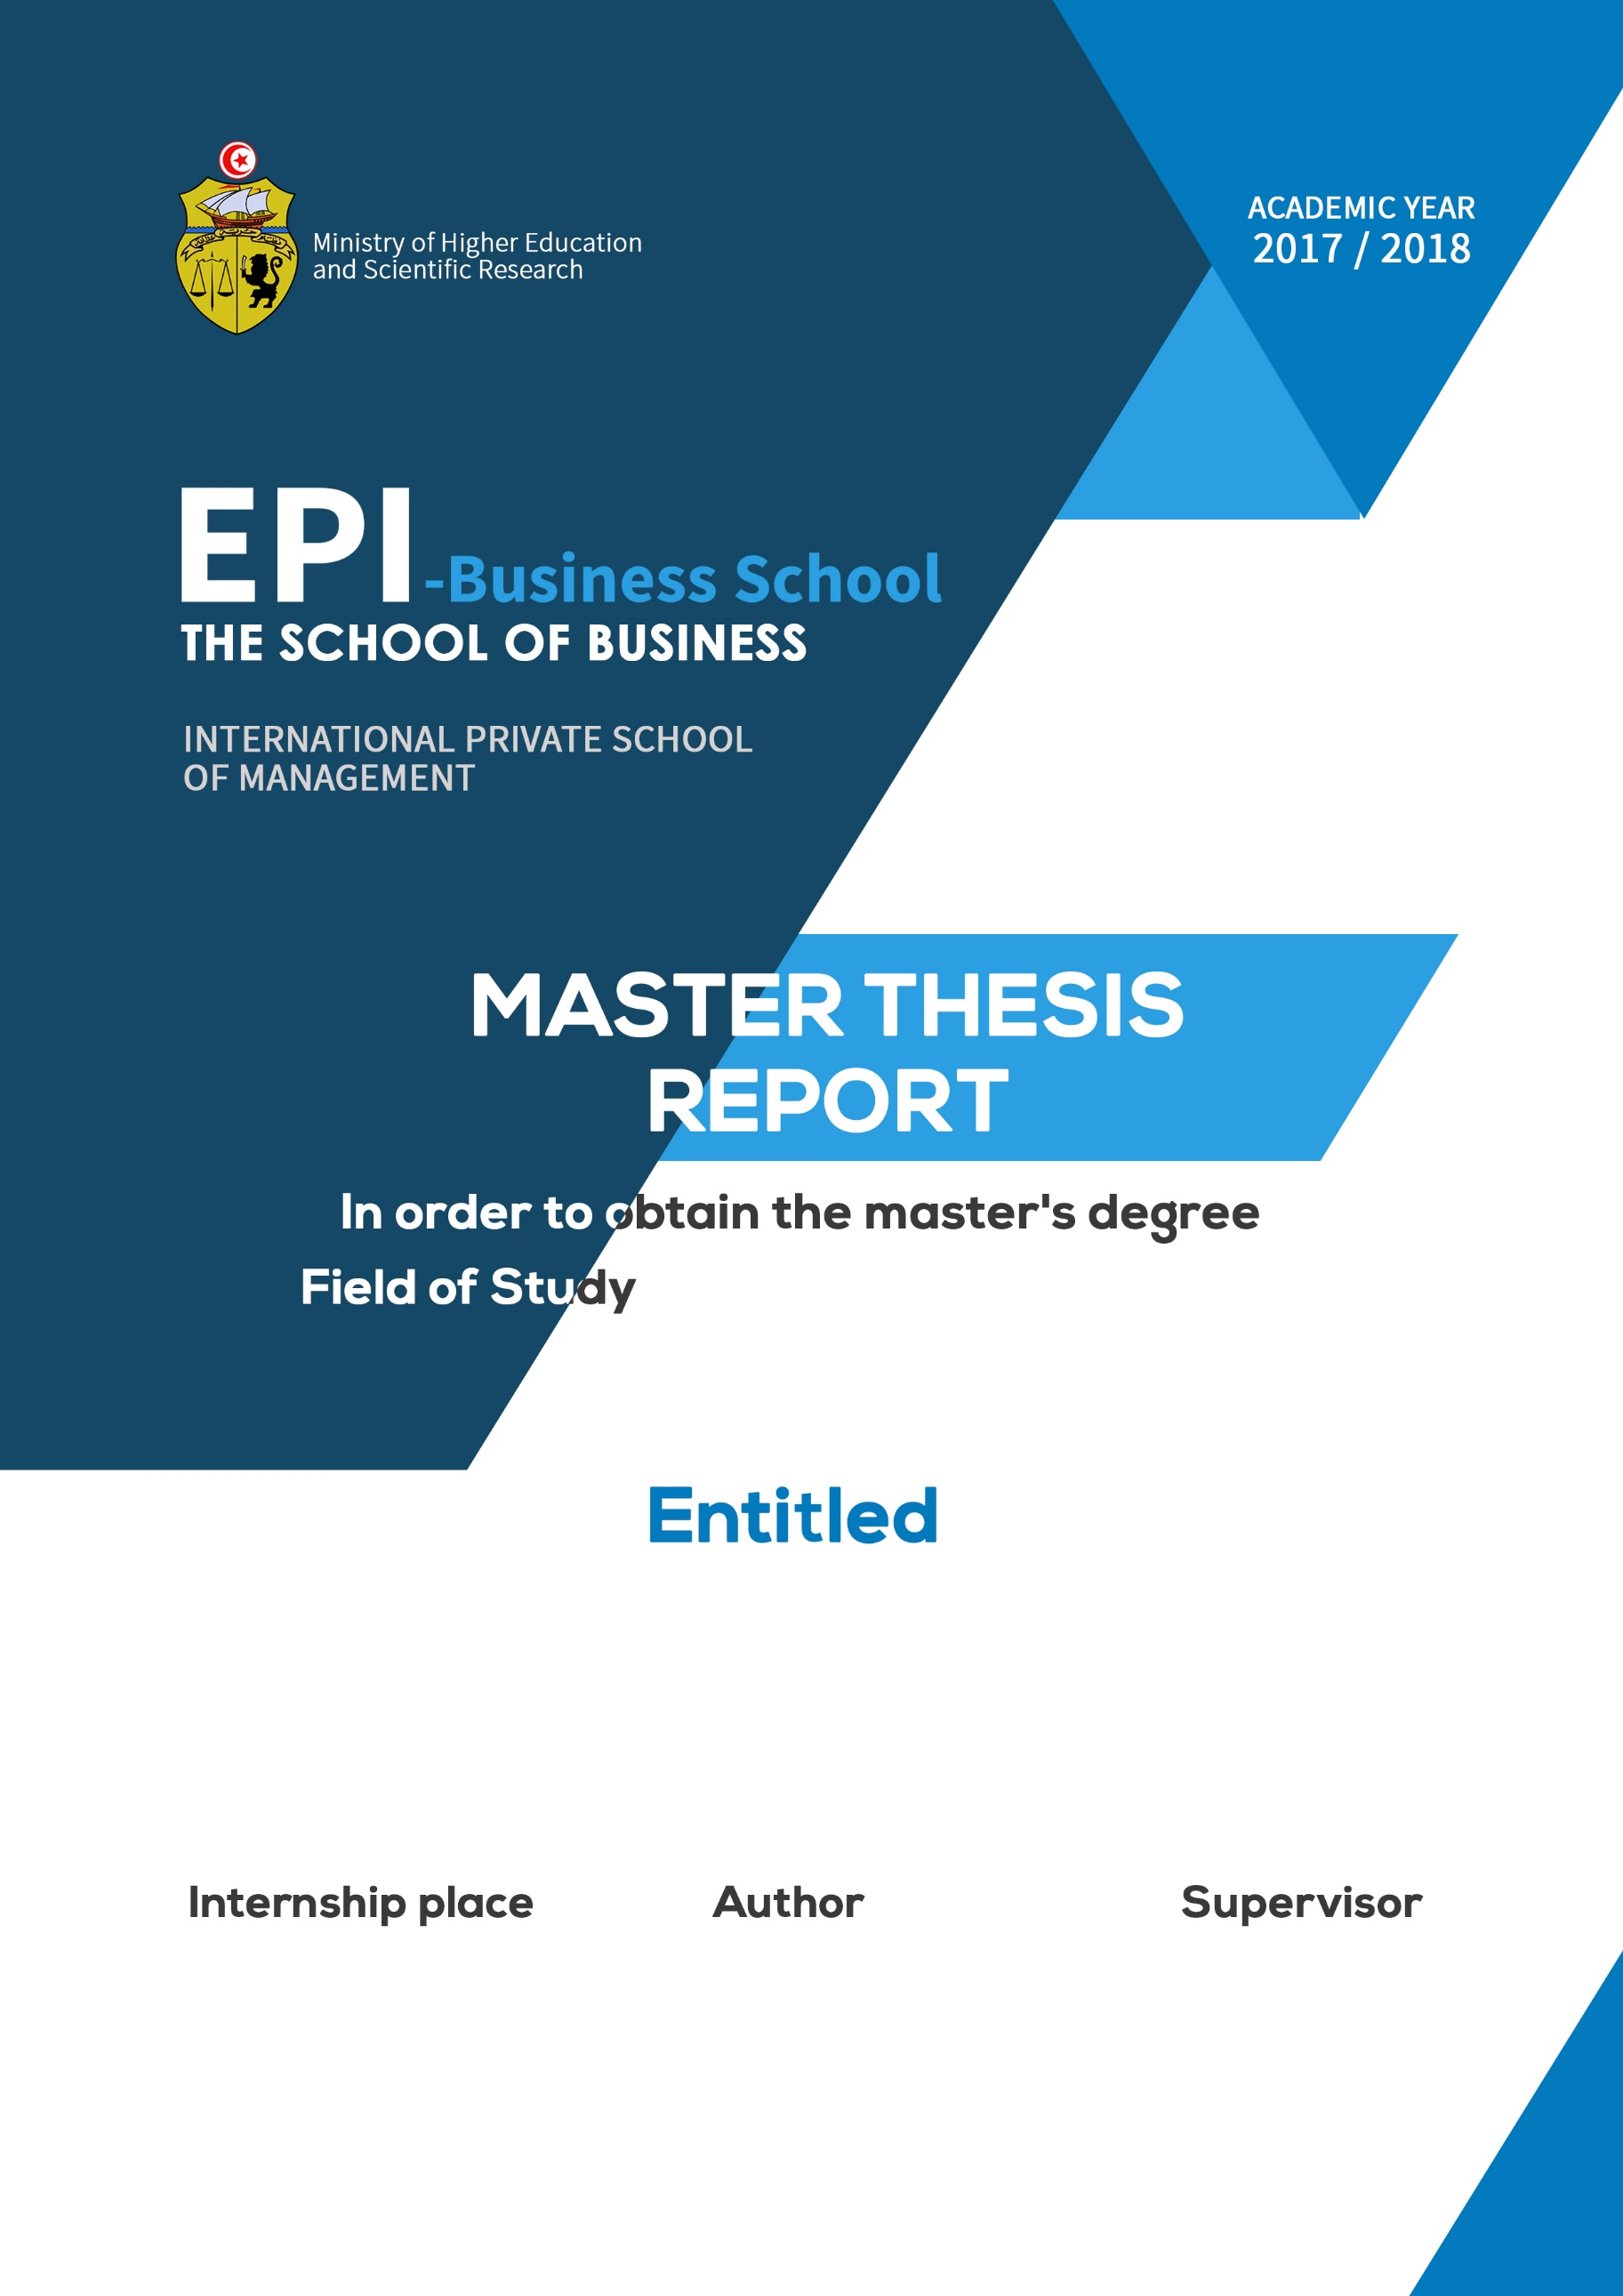 ACADEMIC YEAR
2017 / 2018
Ministry of Higher Education
and Scientific Research
EPI -Business School
THE SCHOOL OF BUSINESS
INTERNATIONAL PRIVATE SCHOOL
OF MANAGEMENT
MASTER THESIS
REPORT
In order to obtain the master's degree
Field of Study
Entitled
Internship place Author Supervisor